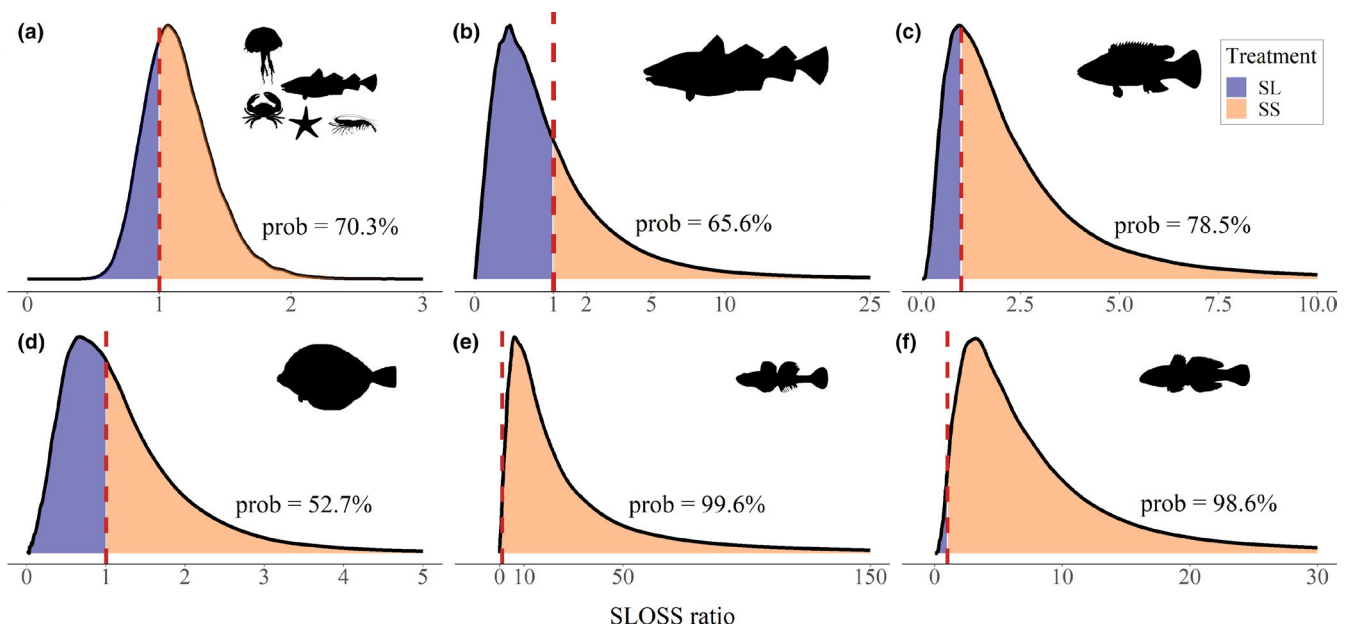 (a)
prob = 70.3%
0 1 2 3
(b)
prob = 65.6%
0 1 2 5 10 25
(c)
Treatment
SL
SS
prob = 78.5%
0.0 1 2.5 5.0 7.5 10.0
(d)
prob = 52.7%
0 1 2 3 4 5
(e)
prob = 99.6%
0 10 50 150
(f)
prob = 98.6%
0 10 20 30
SLOSS ratio